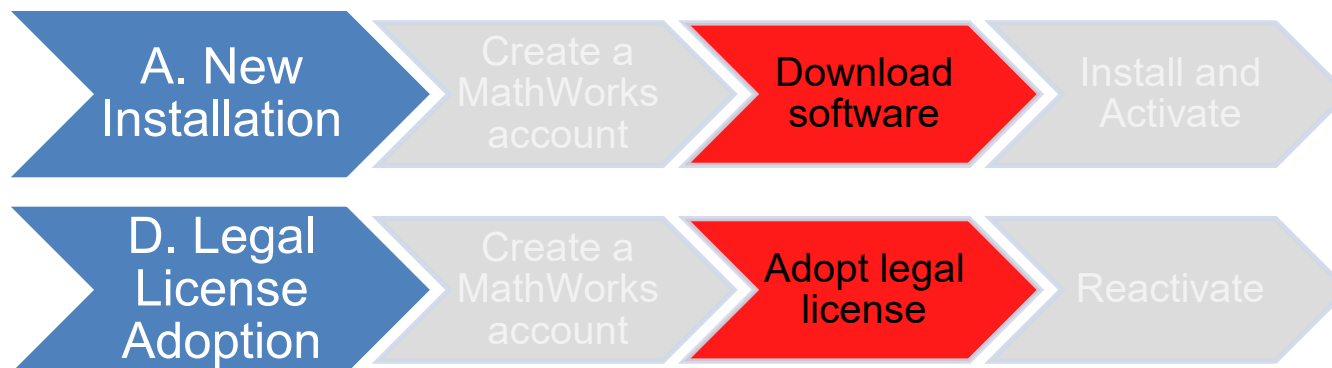 A. New
Installation
Create a
MathWorks
account
Download
software
Install and
Activate
D. Legal
License
Adoption
Create a
MathWorks
account
Adopt legal
license
Reactivate